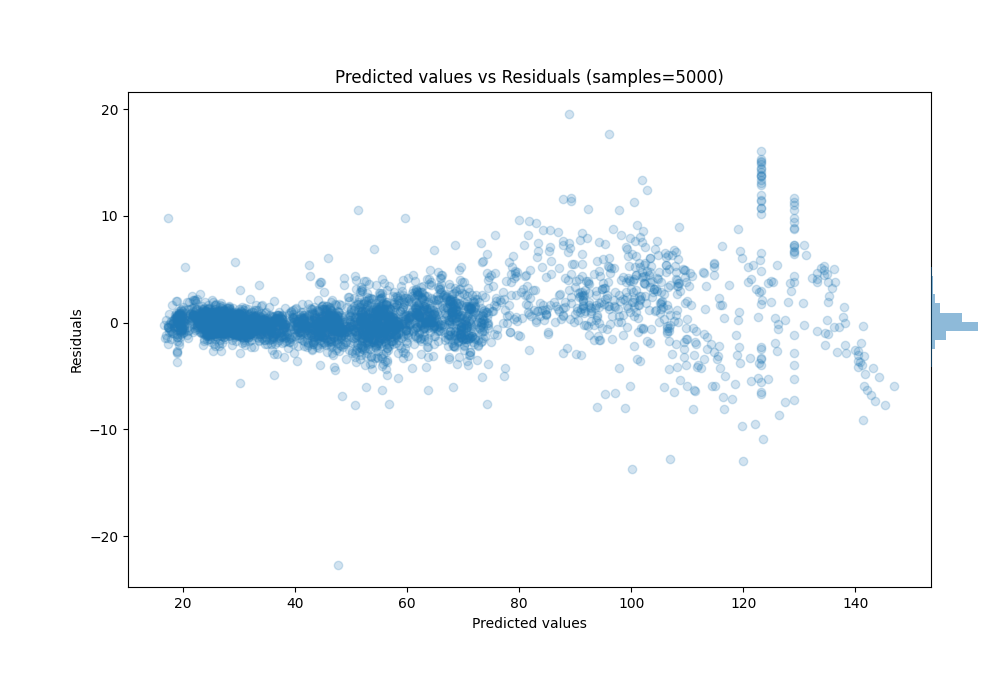 Predicted values vs Residuals (samples=5000)
Residuals
20
10
0
−10
−20
20 40 60 80 100 120 140
Predicted values